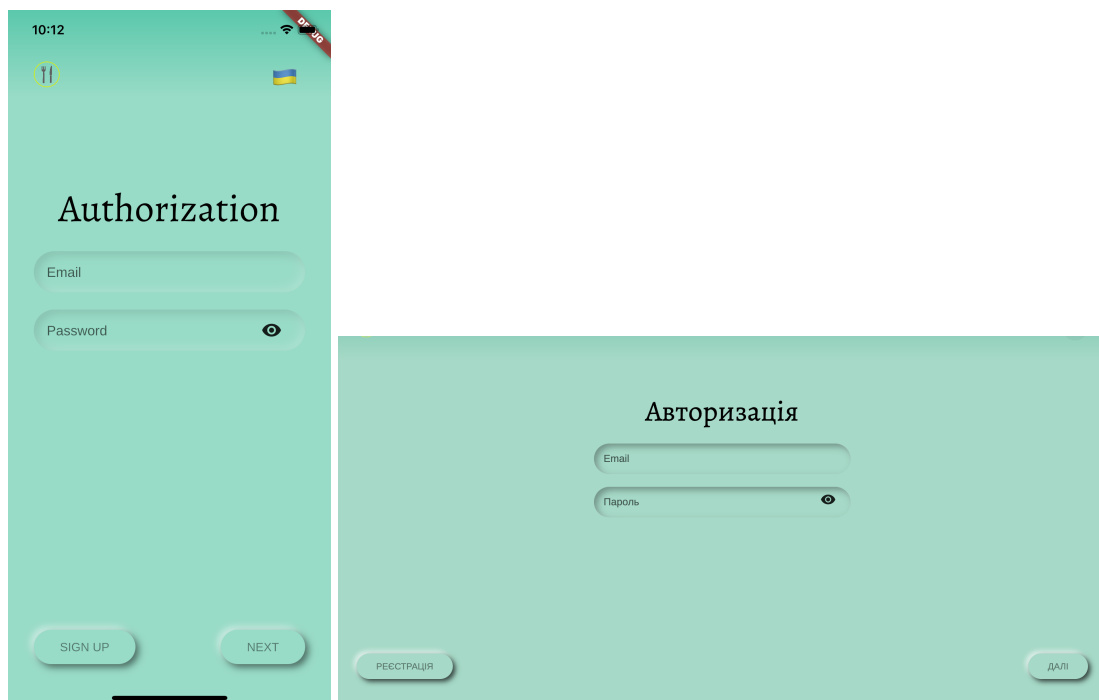 10:12
DEBUG
Authorization
Email
Password
SIGN UP
NEXT
Авторизація
Email
Пароль
РЕЄСТРАЦІЯ
ДАЛІ